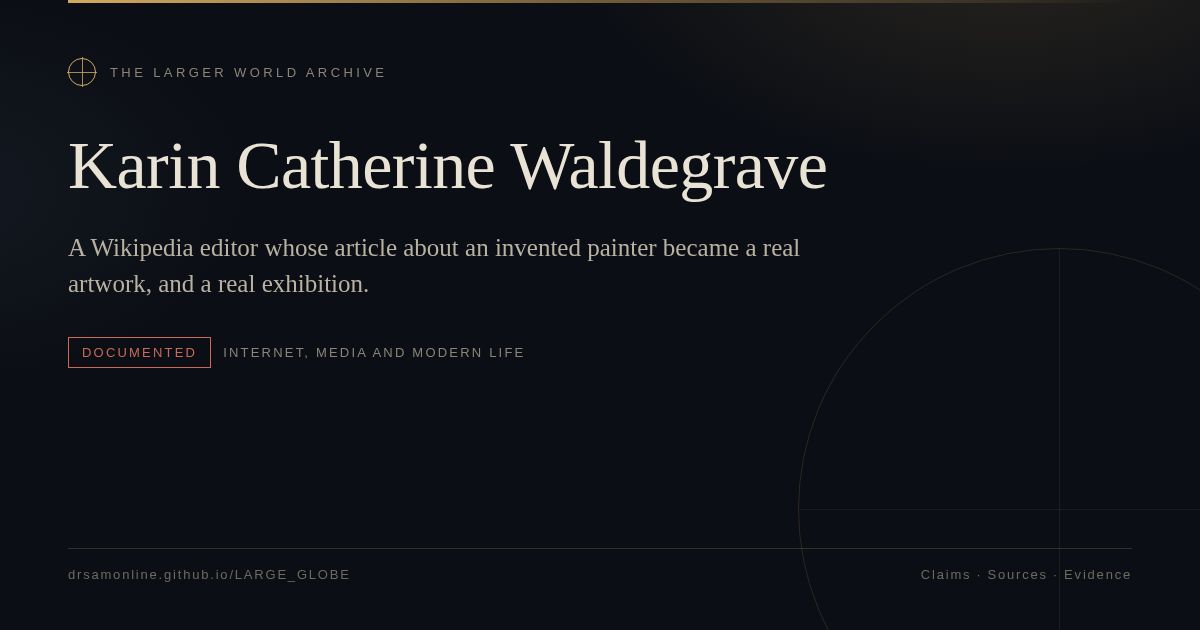 THE LARGER WORLD ARCHIVE
Karin Catherine Waldegrave
A Wikipedia editor whose article about an invented painter became a real
artwork, and a real exhibition.
DOCUMENTED INTERNET, MEDIA AND MODERN LIFE
drsamonline.github.io/LARGE_GLOBE
Claims · Sources · Evidence